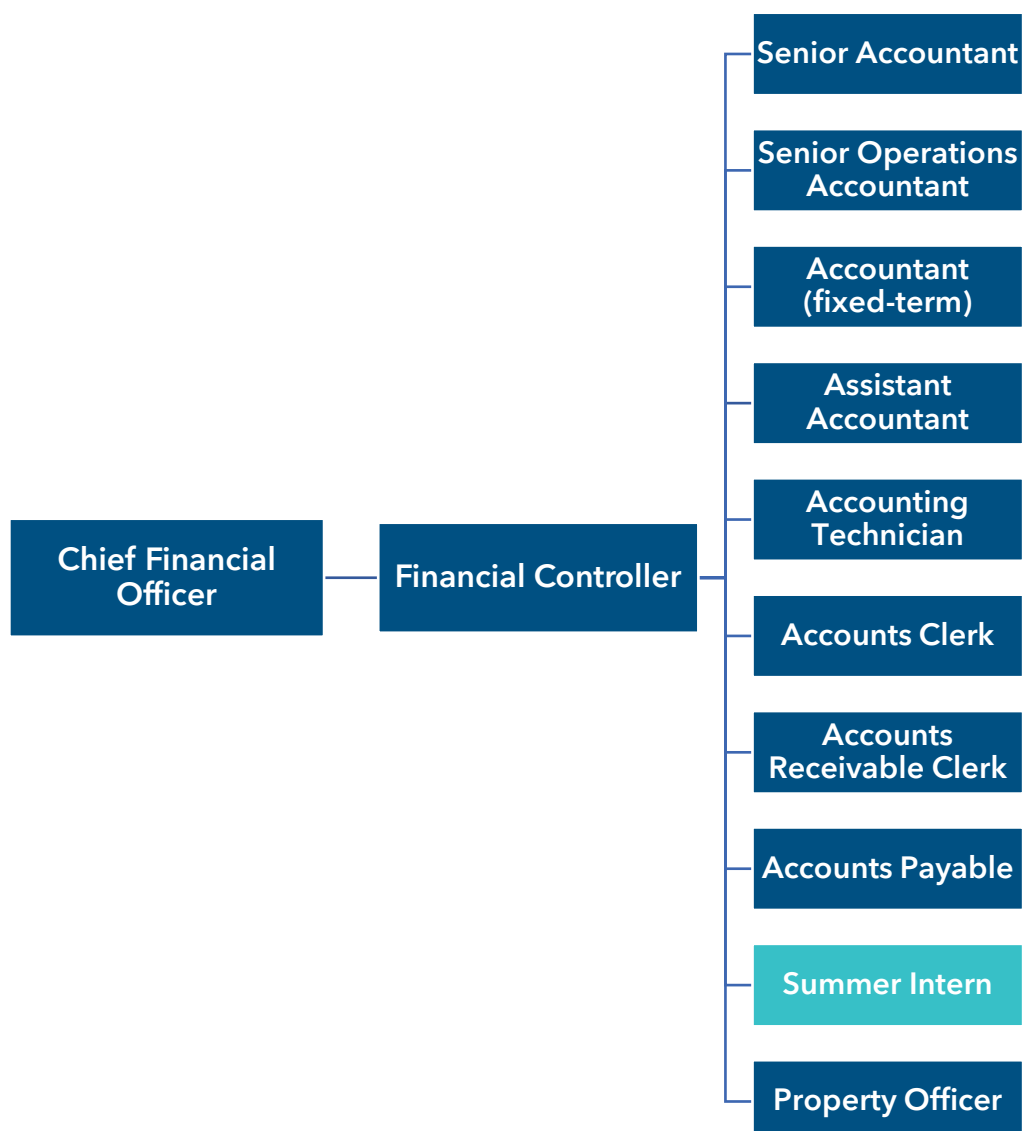 Senior Accountant
Senior Operations
Accountant
Accountant
(fixed-term)
Assistant
Accountant
Accounting
Technician
Chief Financial
Officer
Financial Controller
Accounts Clerk
Accounts
Receivable Clerk
Accounts Payable
Summer Intern
Property Officer